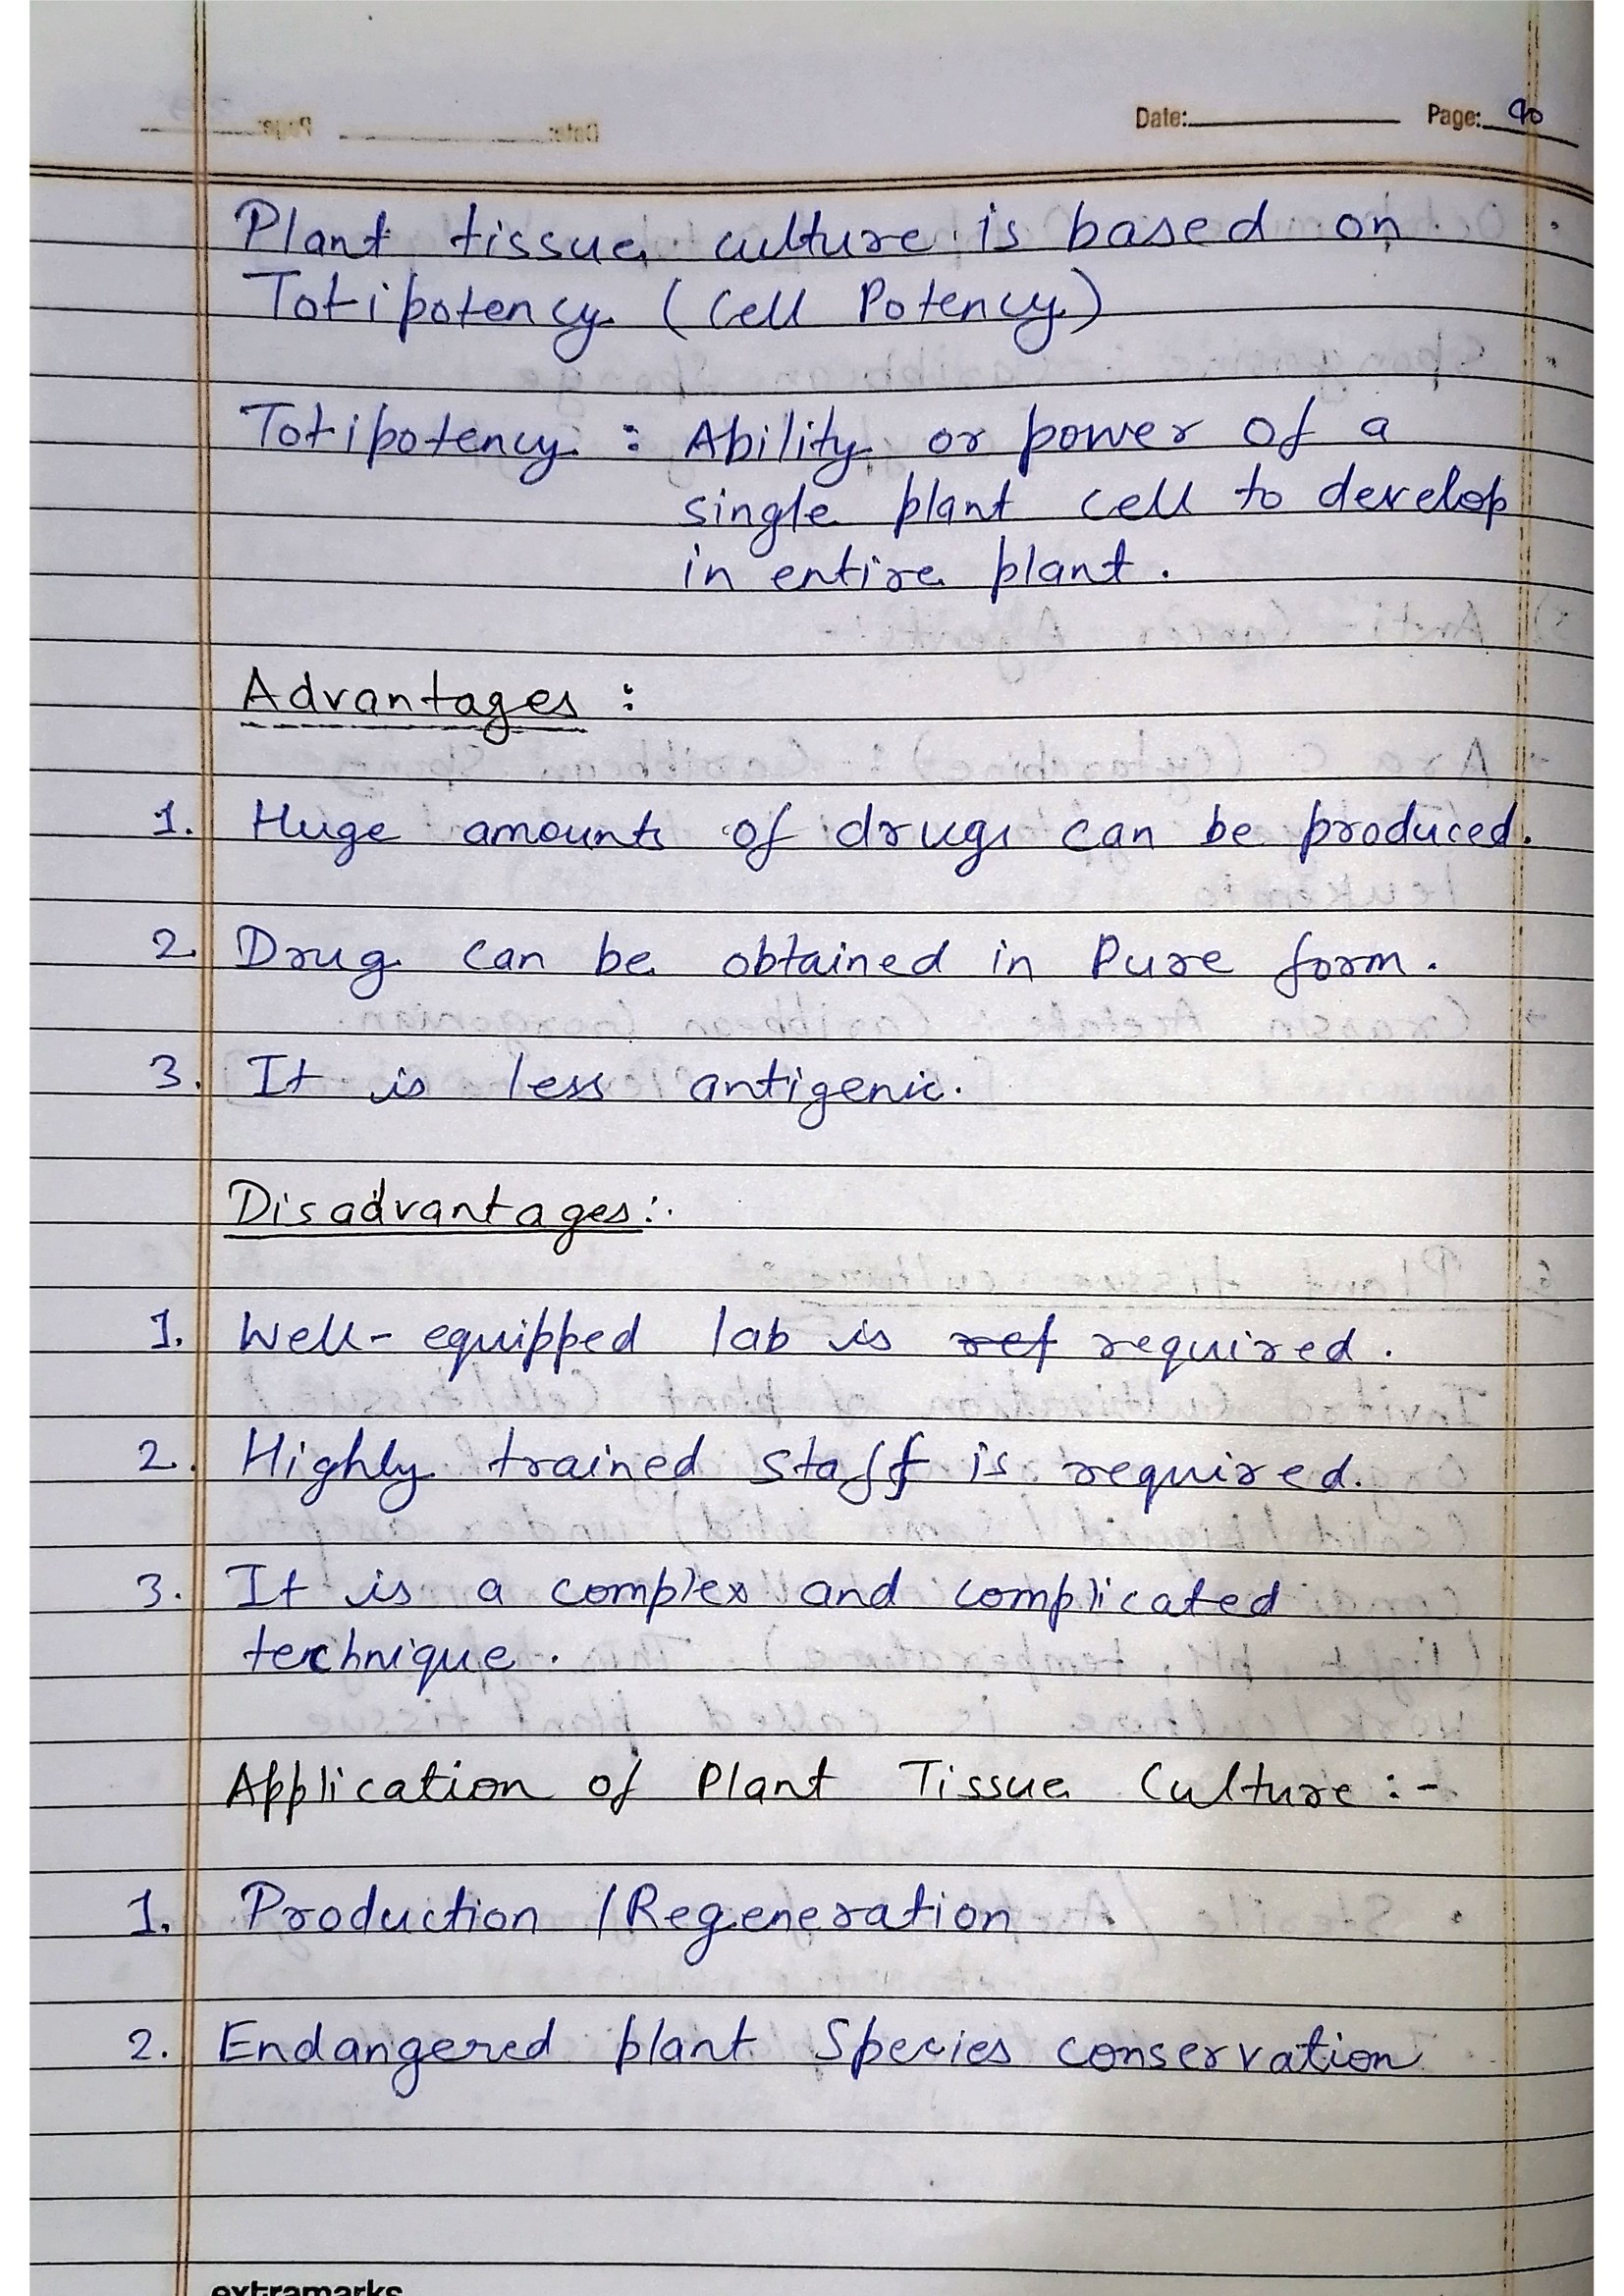 Date: Page: 90
Plant tissue culture is based on
Totipotency (Cell Potency)
Totipotency : Ability or power of a
single plant cell to develop
in entire plant.
Advantages :
1. Huge amounts of drugs can be produced.
2. Drug can be obtained in Pure form.
3. It is less antigenic.
Disadvantages:
1. Well-equipped lab is ref required.
2. Highly trained staff is required.
3. It is a complex and complicated
technique.
Application of Plant Tissue Culture :-
1. Production / Regeneration
2. Endangered plant Species conservation
extramarks